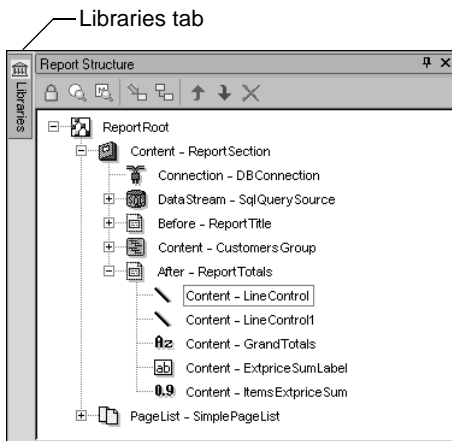 Libraries tab
Report Structure
Libraries
ReportRoot
Content - ReportSection
Connection - DBConnection
SQL
DataStream - SqlQuerySource
Before - ReportTitle
Content - CustomersGroup
After - ReportTotals
Content - LineControl
Content - LineControl1
Az Content - GrandTotals
ab Content - ExtpriceSumLabel
0.9 Content - ItemsExtpriceSum
PageList - SimplePageList